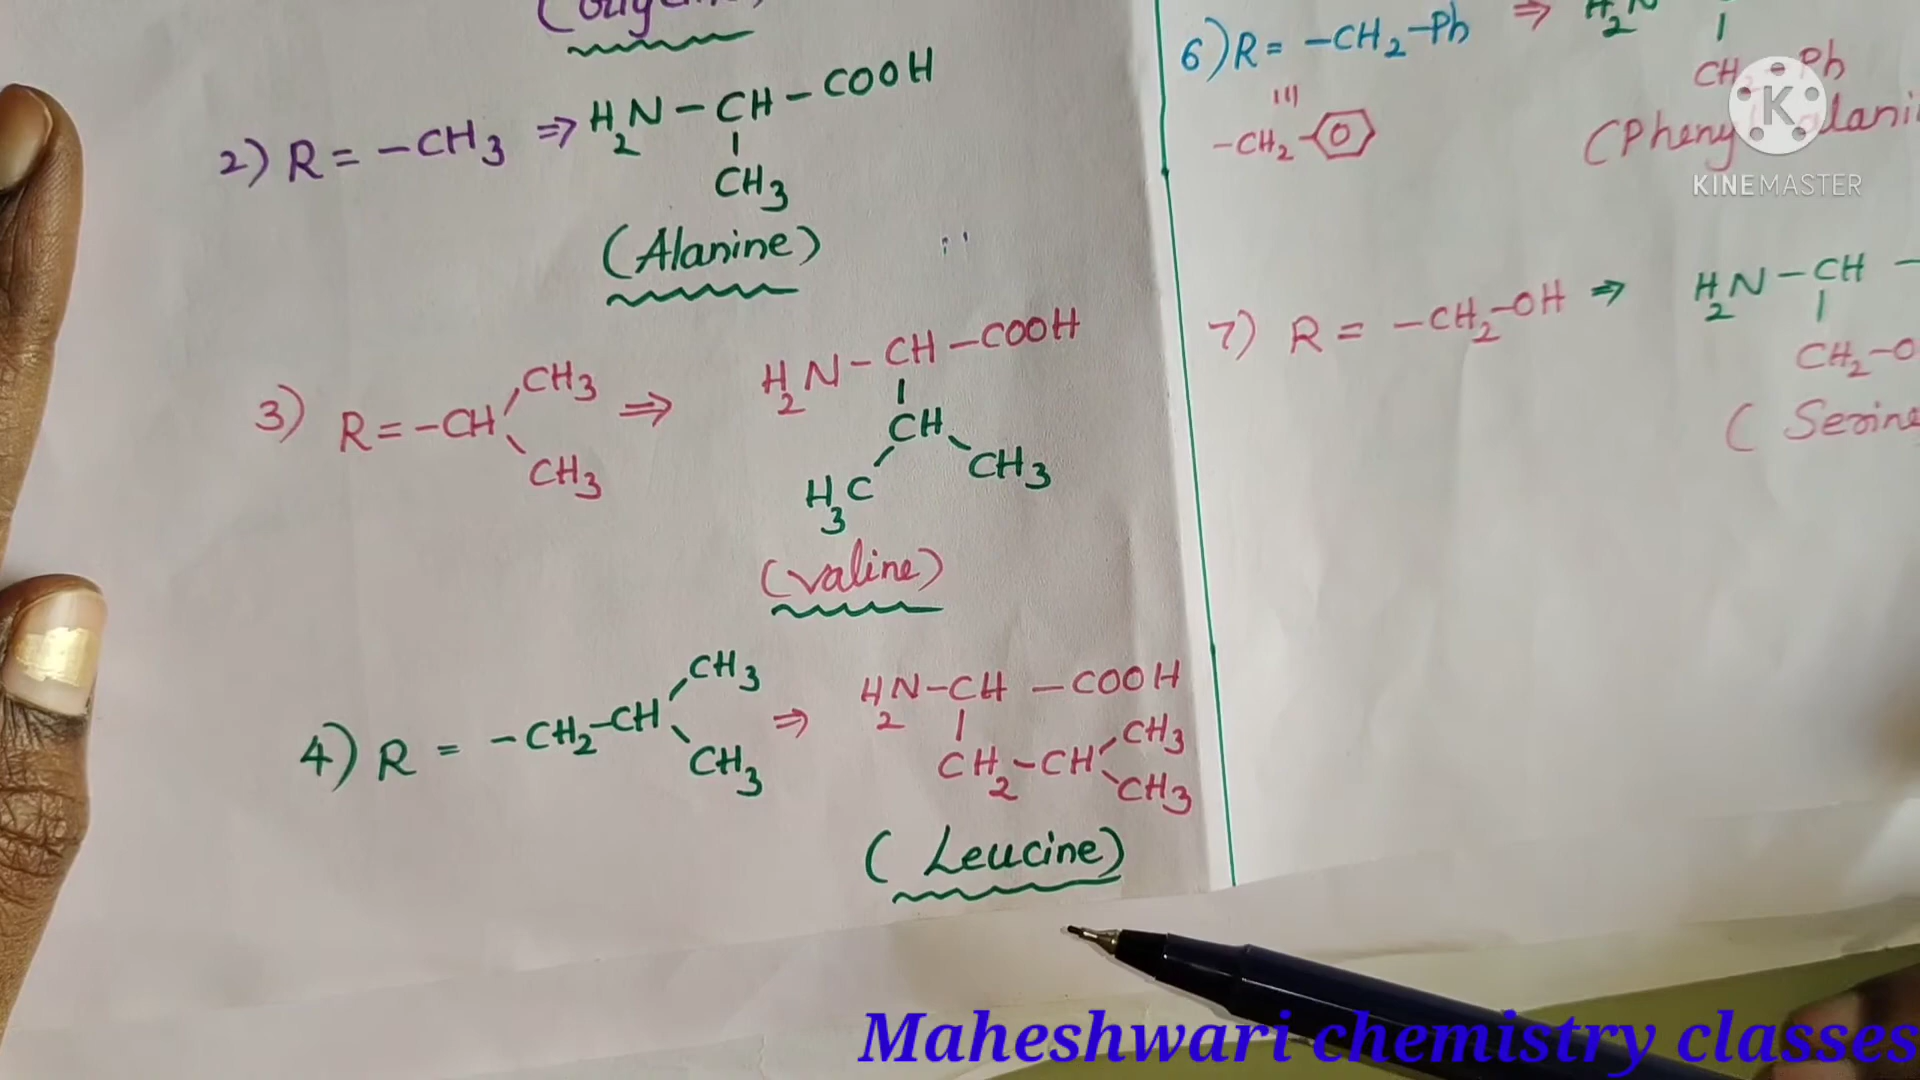 2) R = -CH3 ⇒ H2N - CH - COOH
CH3
(Alanine)
3) R = -CH CH3 CH3 ⇒ H2N - CH - COOH
CH
H3C CH3
(valine)
4) R = -CH2-CH CH3 CH3 ⇒ H2N-CH - COOH
CH2-CH CH3 CH3
(Leucine)
6) R = -CH2-Ph ⇒ H2N
CH2-Ph
-CH2
7) R = -CH2-OH ⇒ H2N - CH -
CH2-O
(Serine
KINEMASTER
Maheshwari chemistry classes